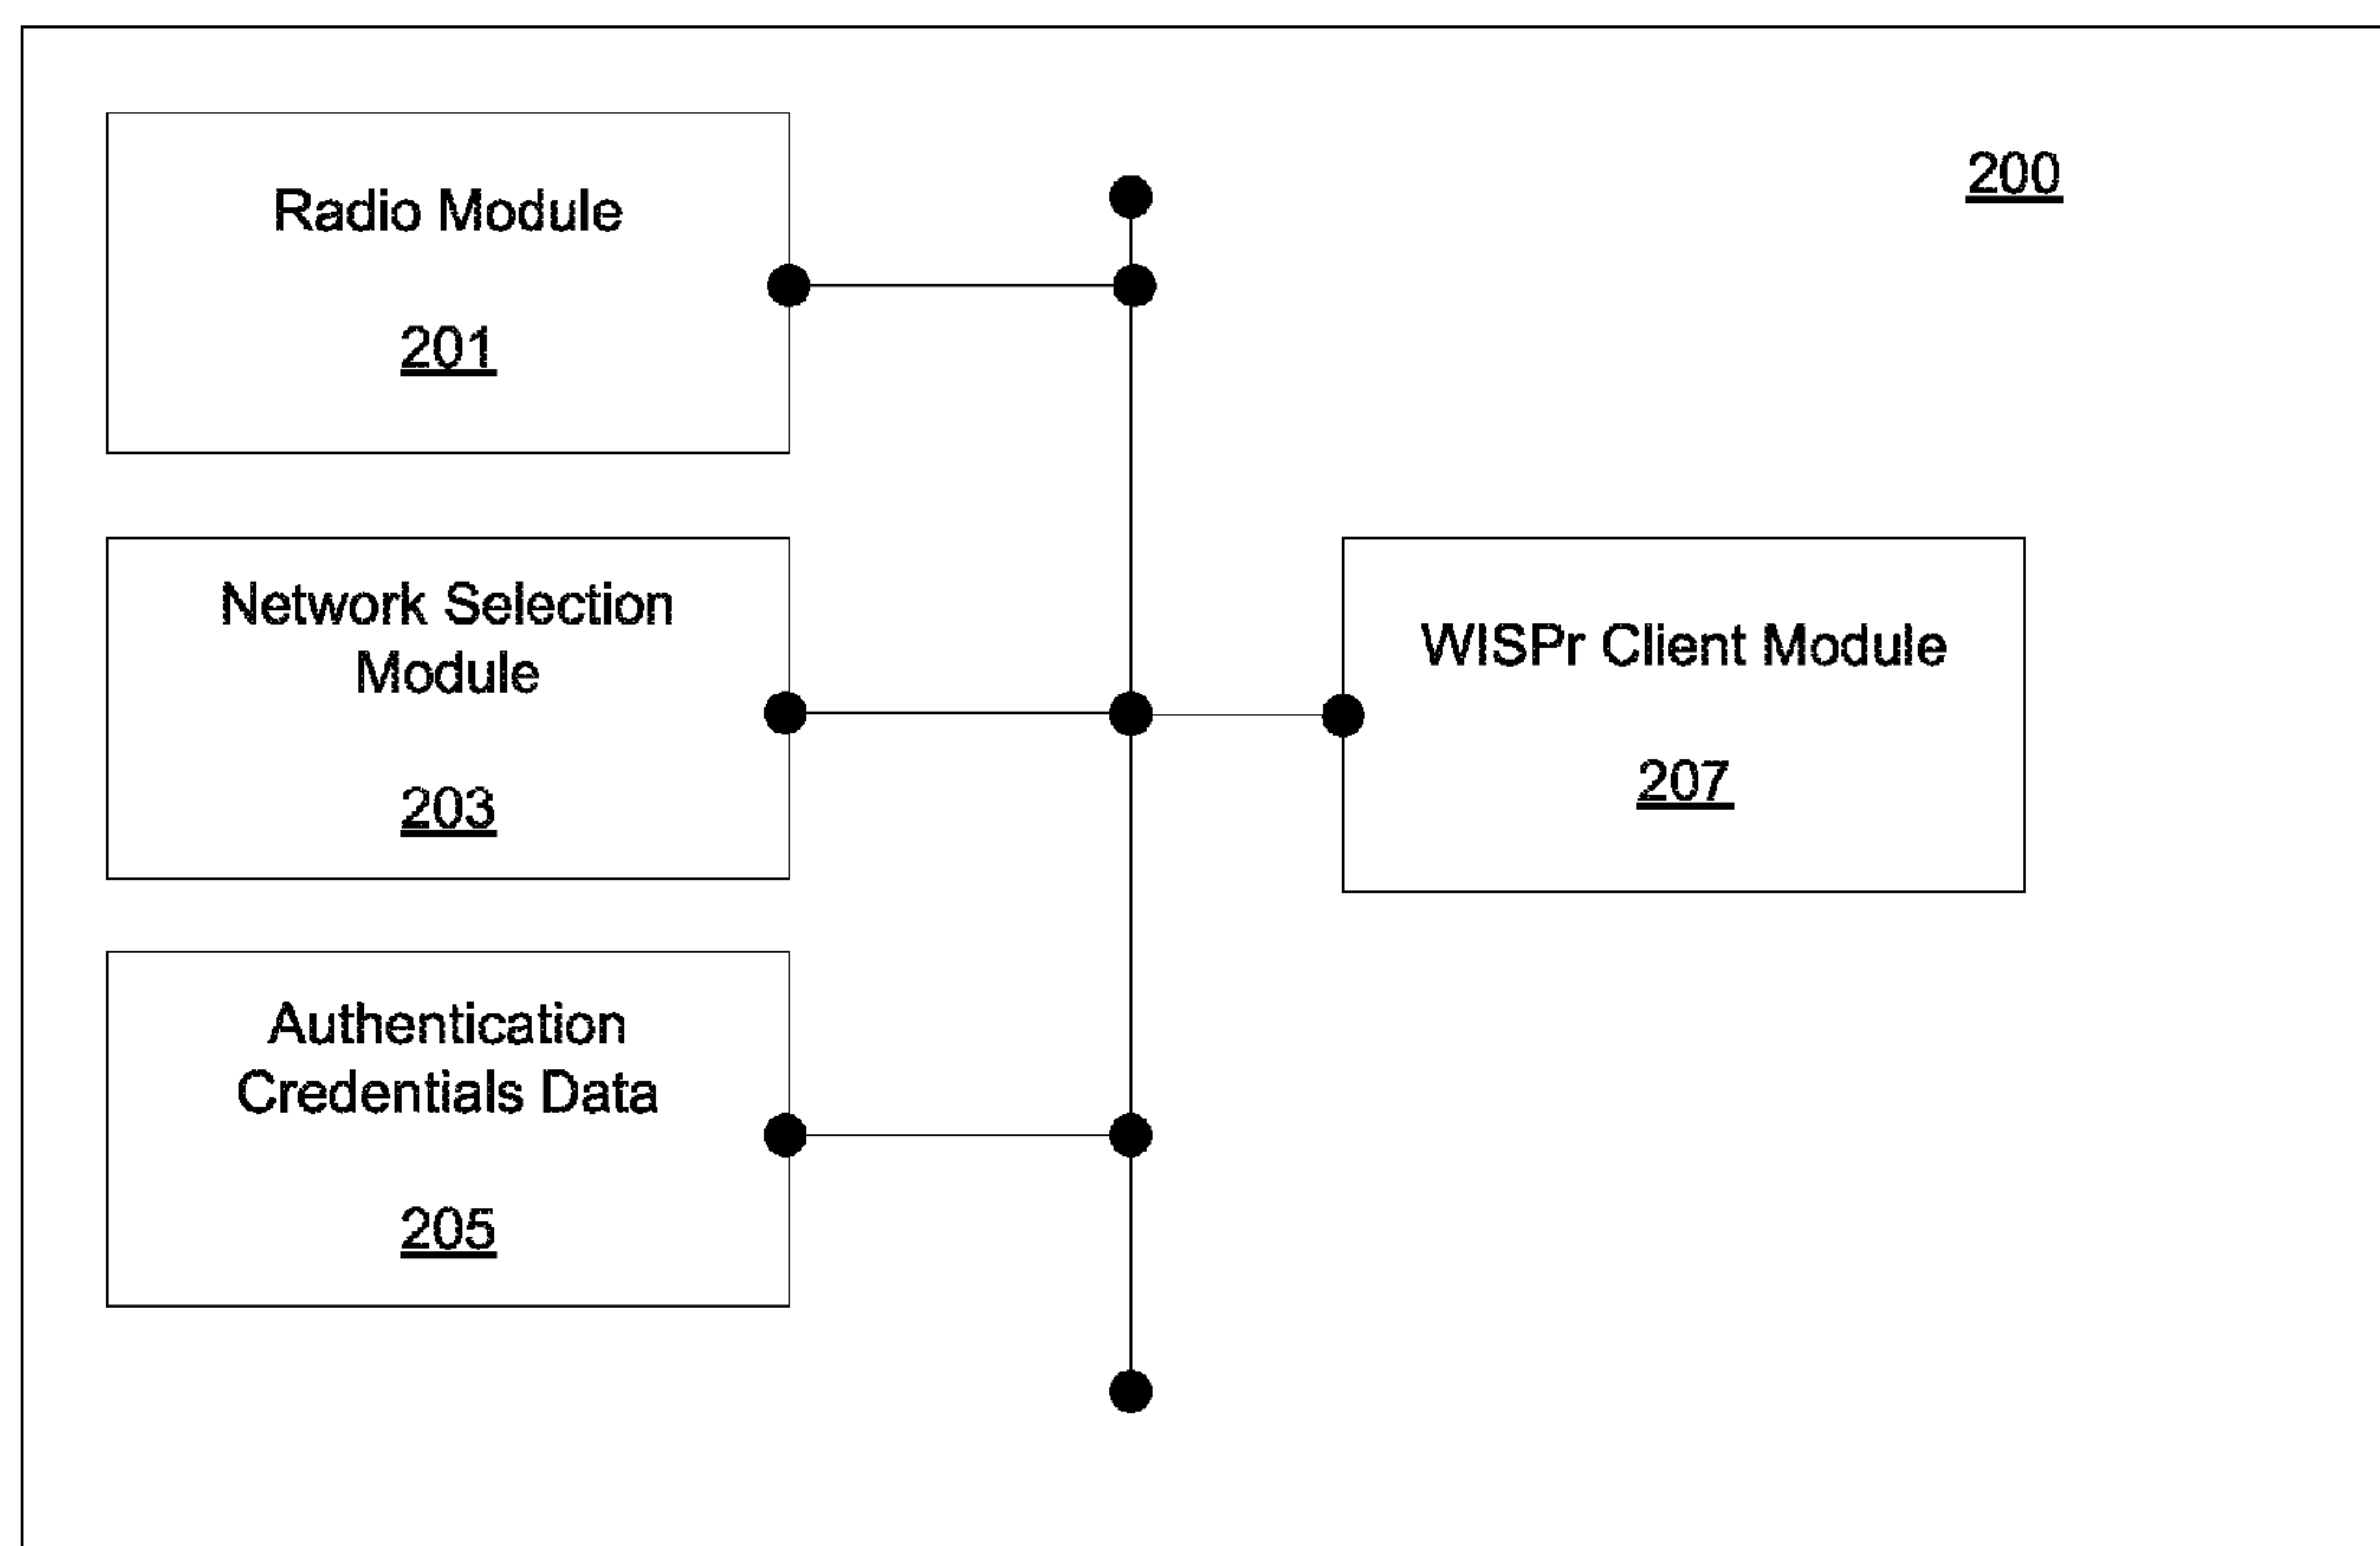 200
Radio Module
201
Network Selection
Module
203
WISPr Client Module
207
Authentication
Credentials Data
205